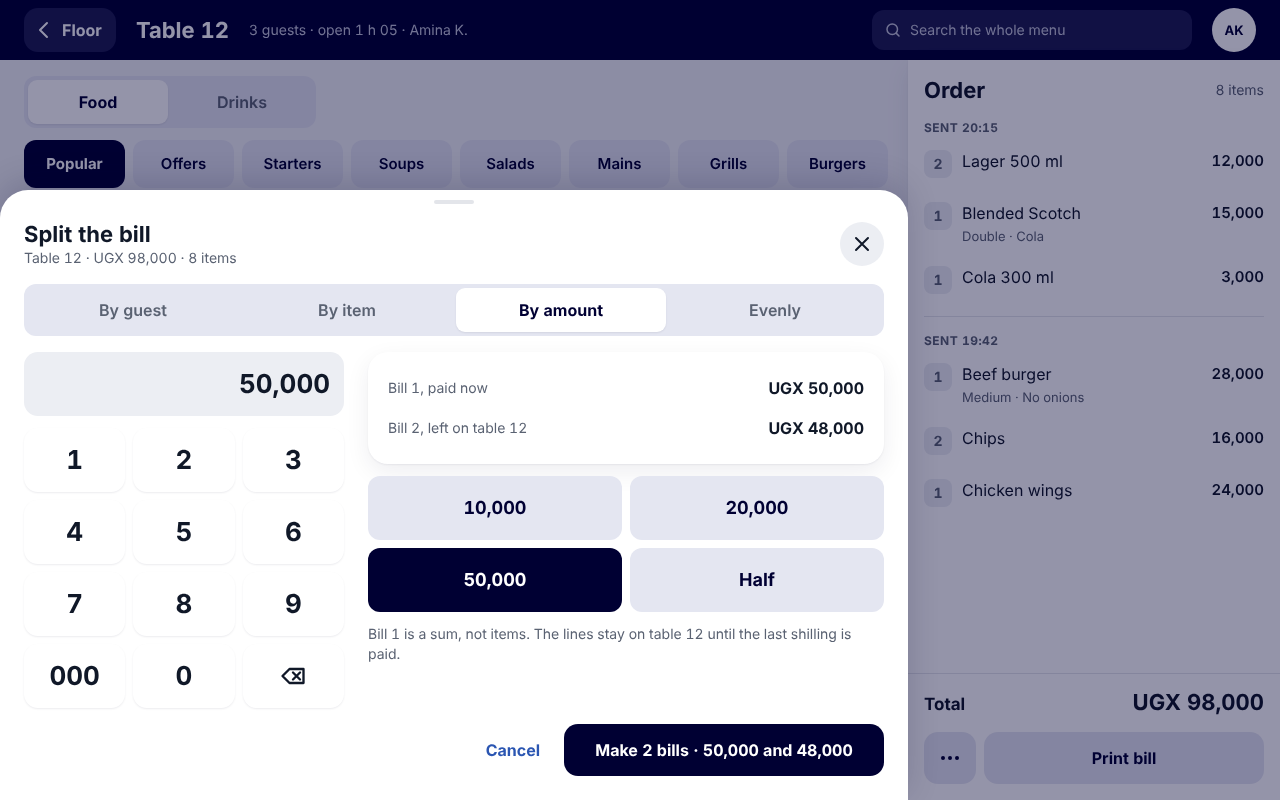 Floor
Table 12
3 guests · open 1 h 05 · Amina K.
Search the whole menu
AK
Food
Drinks
Popular
Offers
Starters
Soups
Salads
Mains
Grills
Burgers
Split the bill
Table 12 · UGX 98,000 · 8 items
By guest
By item
By amount
Evenly
50,000
1
2
3
4
5
6
7
8
9
000
0
Bill 1, paid now
UGX 50,000
Bill 2, left on table 12
UGX 48,000
10,000
20,000
50,000
Half
Bill 1 is a sum, not items. The lines stay on table 12 until the last shilling is
paid.
Cancel
Make 2 bills · 50,000 and 48,000
Order
8 items
SENT 20:15
2 Lager 500 ml 12,000
1 Blended Scotch 15,000
Double · Cola
1 Cola 300 ml 3,000
SENT 19:42
1 Beef burger 28,000
Medium · No onions
2 Chips 16,000
1 Chicken wings 24,000
Total UGX 98,000
Print bill